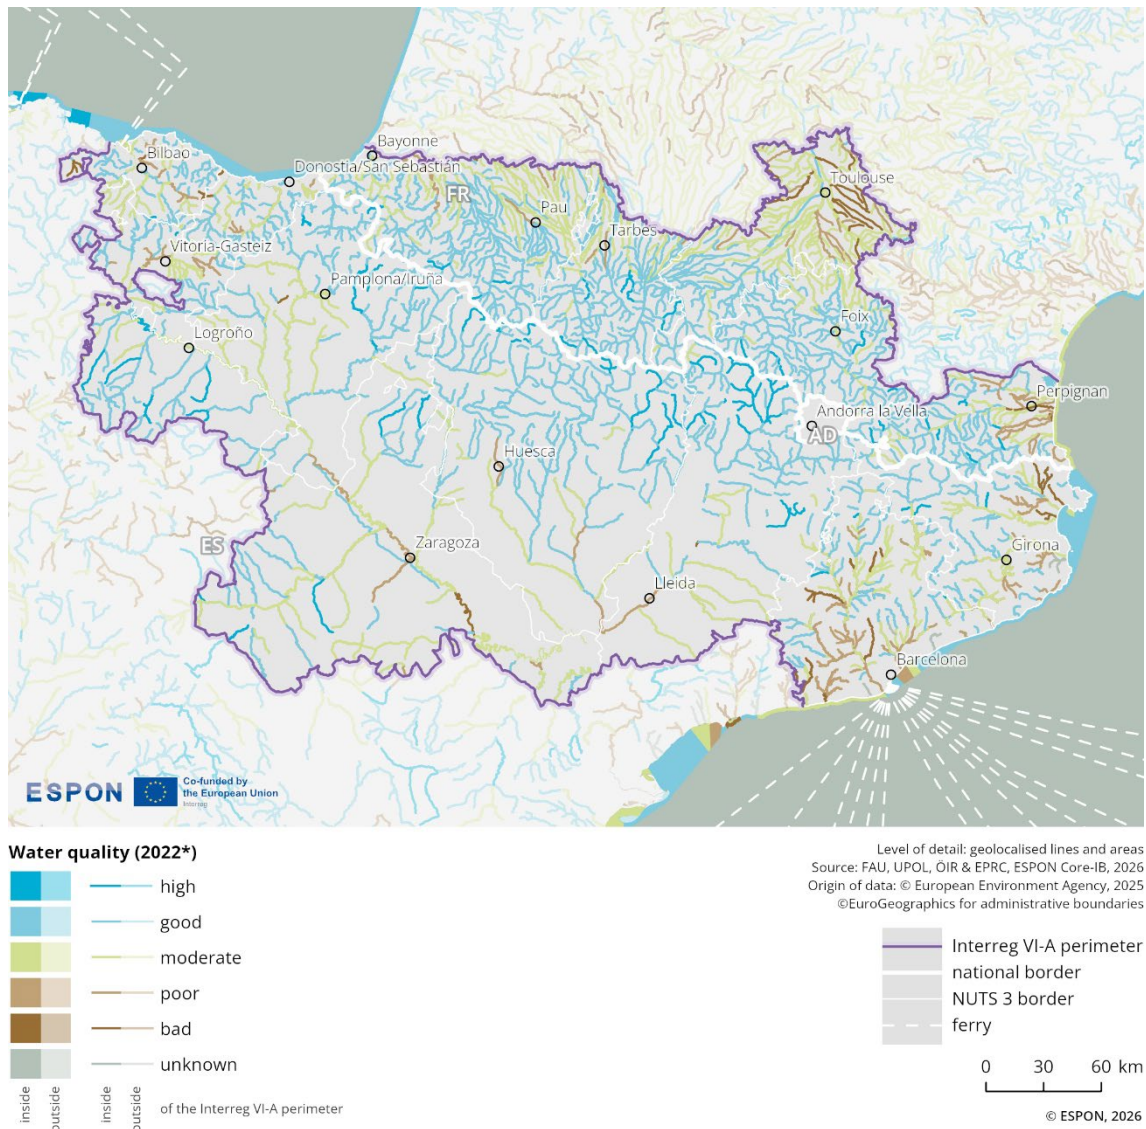 Bayonne
Bilbao
Donostia/San Sebastián
Toulouse
FR
Pau
Tarbes
Vitoria-Gasteiz
Pamplona/Iruña
Foix
Logroño
Perpignan
Andorra la Vella
AD
Huesca
ES
Zaragoza
Girona
Lleida
Barcelona
ESPON
Co-funded by
the European Union
Interreg
Water quality (2022*)
high
good
moderate
poor
bad
unknown
inside
outside
inside
outside
of the Interreg VI-A perimeter
Level of detail: geolocalised lines and areas
Source: FAU, UPOL, ÖIR & EPRC, ESPON Core-IB, 2026
Origin of data: © European Environment Agency, 2025
©EuroGeographics for administrative boundaries
Interreg VI-A perimeter
national border
NUTS 3 border
ferry
0 30 60 km
© ESPON, 2026